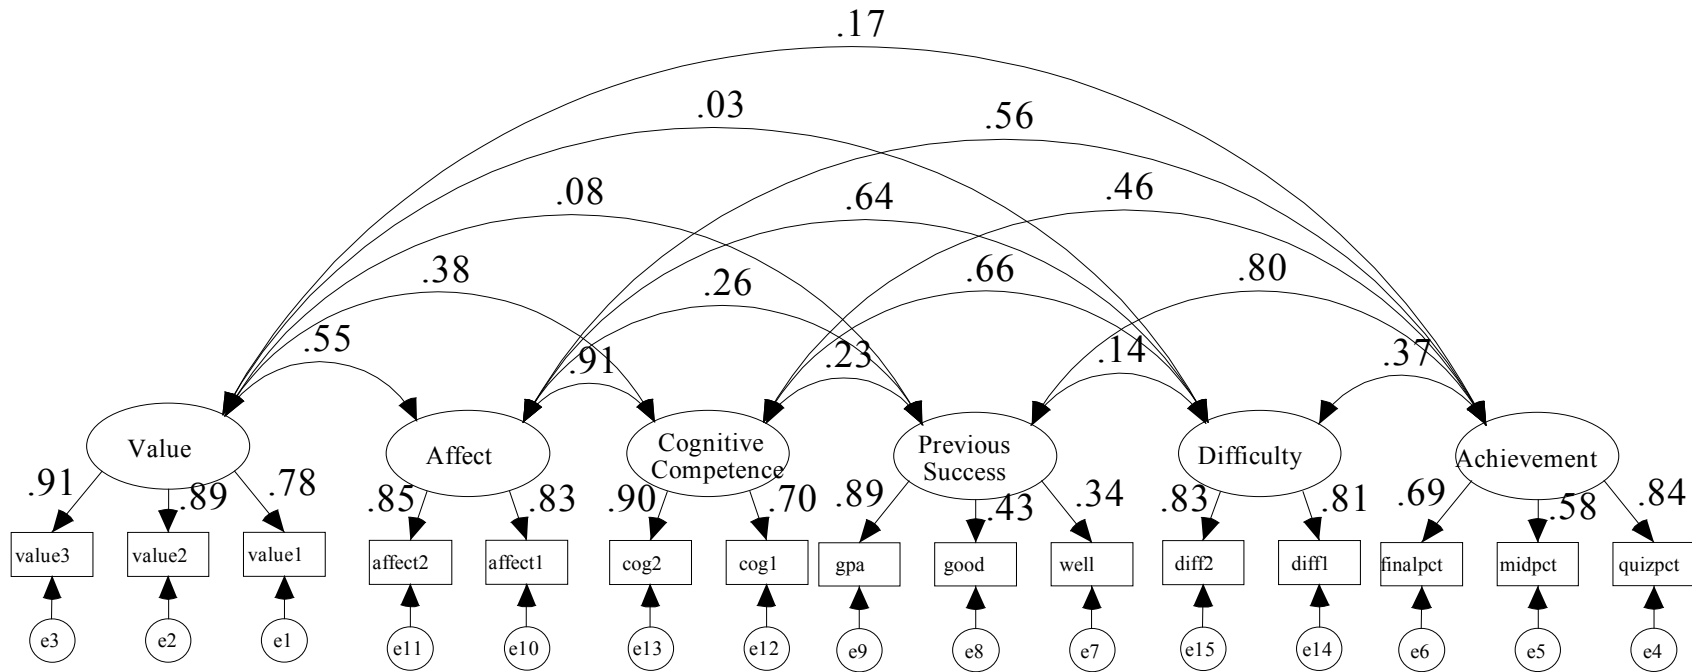 .17
.03
.56
.08
.64
.46
.38
.26
.66
.80
.55
.91
.23
.14
.37
Value
Affect
Cognitive
Competence
Previous
Success
Difficulty
Achievement
.91
.89
.78
.85
.83
.90
.70
.89
.43
.34
.83
.81
.69
.58
.84
value3
value2
value1
affect2
affect1
cog2
cog1
gpa
good
well
diff2
diff1
finalpct
midpct
quizpct
e3
e2
e1
e11
e10
e13
e12
e9
e8
e7
e15
e14
e6
e5
e4